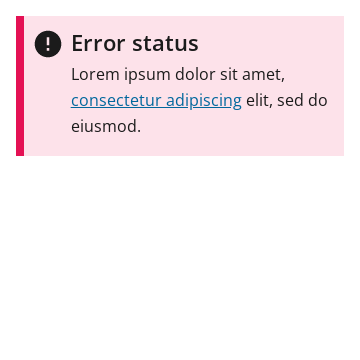 Error status
Lorem ipsum dolor sit amet,
consectetur adipiscing elit, sed do
eiusmod.